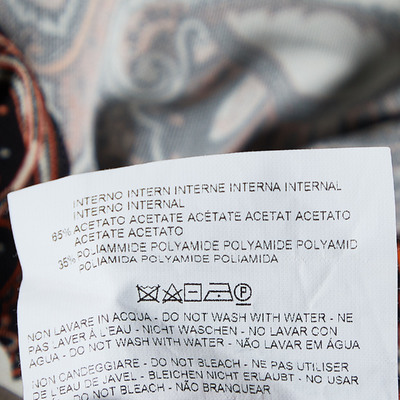 INTERNO INTERN INTERNE INTERNA INTERNAL
INTERNO INTERNAL
65% ACETATO ACETATE ACÉTATE ACETAT ACETATO
ACETATE ACETATO
35% POLIAMMIDE POLYAMIDE POLYAMIDE POLYAMID
POLIAMIDA POLYAMIDE POLIAMIDA
P
NON LAVARE IN ACQUA - DO NOT WASH WITH WATER - NE
PAS LAVER À L'EAU - NICHT WASCHEN - NO LAVAR CON
AGUA - DO NOT WASH WITH WATER - NÃO LAVAR EM ÁGUA
NON CANDEGGIARE - DO NOT BLEACH - NE PAS UTILISER
DE L'EAU DE JAVEL - BLEICHEN NICHT ERLAUBT - NO USAR
DO NOT BLEACH - NÃO BRANQUEAR